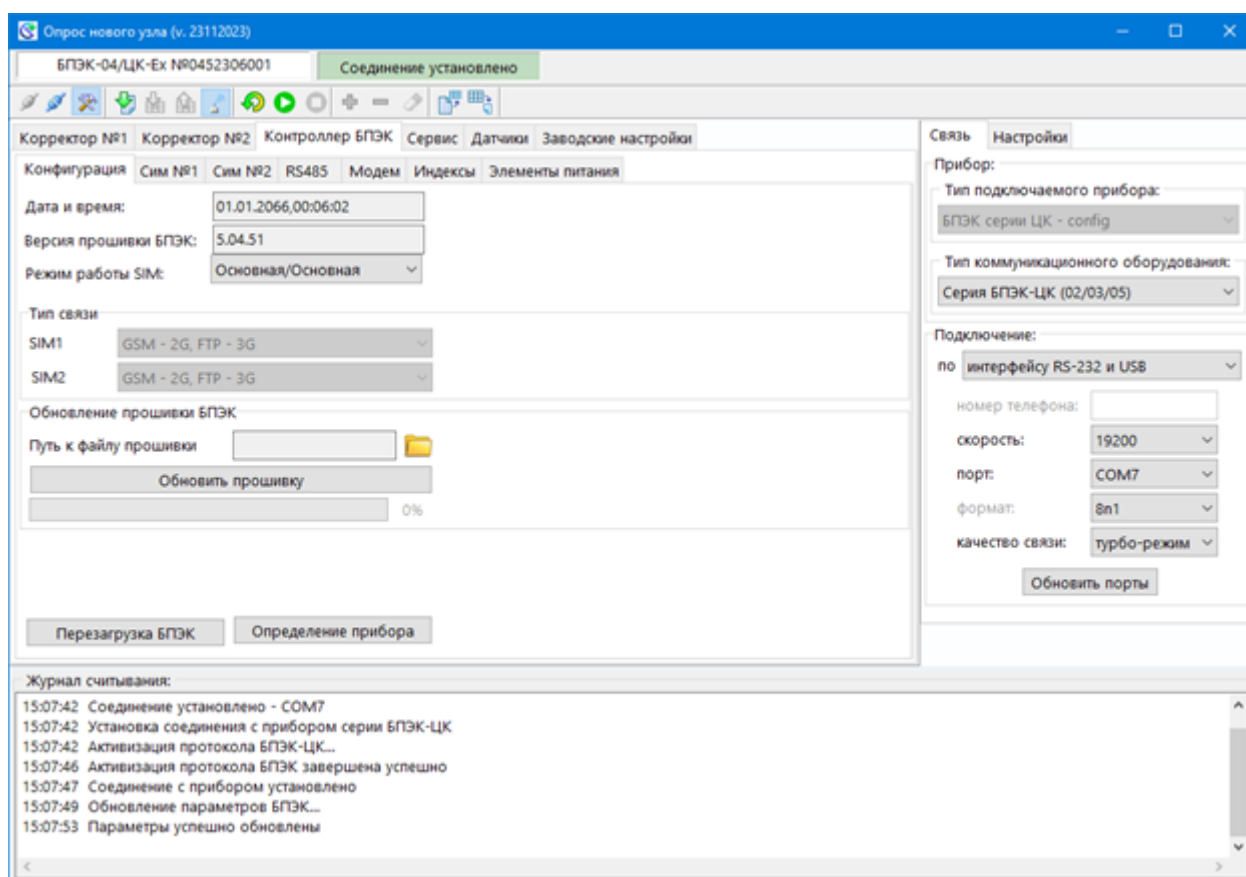 Опрос нового узла (v. 23112023)
БПЭК-04/ЦК-Ex №0452306001
Соединение установлено
Корректор №1 Корректор №2 Контроллер БПЭК Сервис Датчики Заводские настройки
Конфигурация Сим №1 Сим №2 RS485 Модем Индексы Элементы питания
Дата и время: 01.01.2066,00:06:02
Версия прошивки БПЭК: 5.04.51
Режим работы SIM: Основная/Основная
Тип связи
SIM1 GSM - 2G, FTP - 3G
SIM2 GSM - 2G, FTP - 3G
Обновление прошивки БПЭК
Путь к файлу прошивки
Обновить прошивку
0%
Перезагрузка БПЭК Определение прибора
Связь Настройки
Прибор:
Тип подключаемого прибора:
БПЭК серии ЦК - config
Тип коммуникационного оборудования:
Серия БПЭК-ЦК (02/03/05)
Подключение:
по интерфейсу RS-232 и USB
номер телефона:
скорость: 19200
порт: COM7
формат: 8n1
качество связи: турбо-режим
Обновить порты
Журнал считывания:
15:07:42 Соединение установлено - COM7
15:07:42 Установка соединения с прибором серии БПЭК-ЦК
15:07:42 Активизация протокола БПЭК-ЦК...
15:07:46 Активизация протокола БПЭК завершена успешно
15:07:47 Соединение с прибором установлено
15:07:49 Обновление параметров БПЭК...
15:07:53 Параметры успешно обновлены